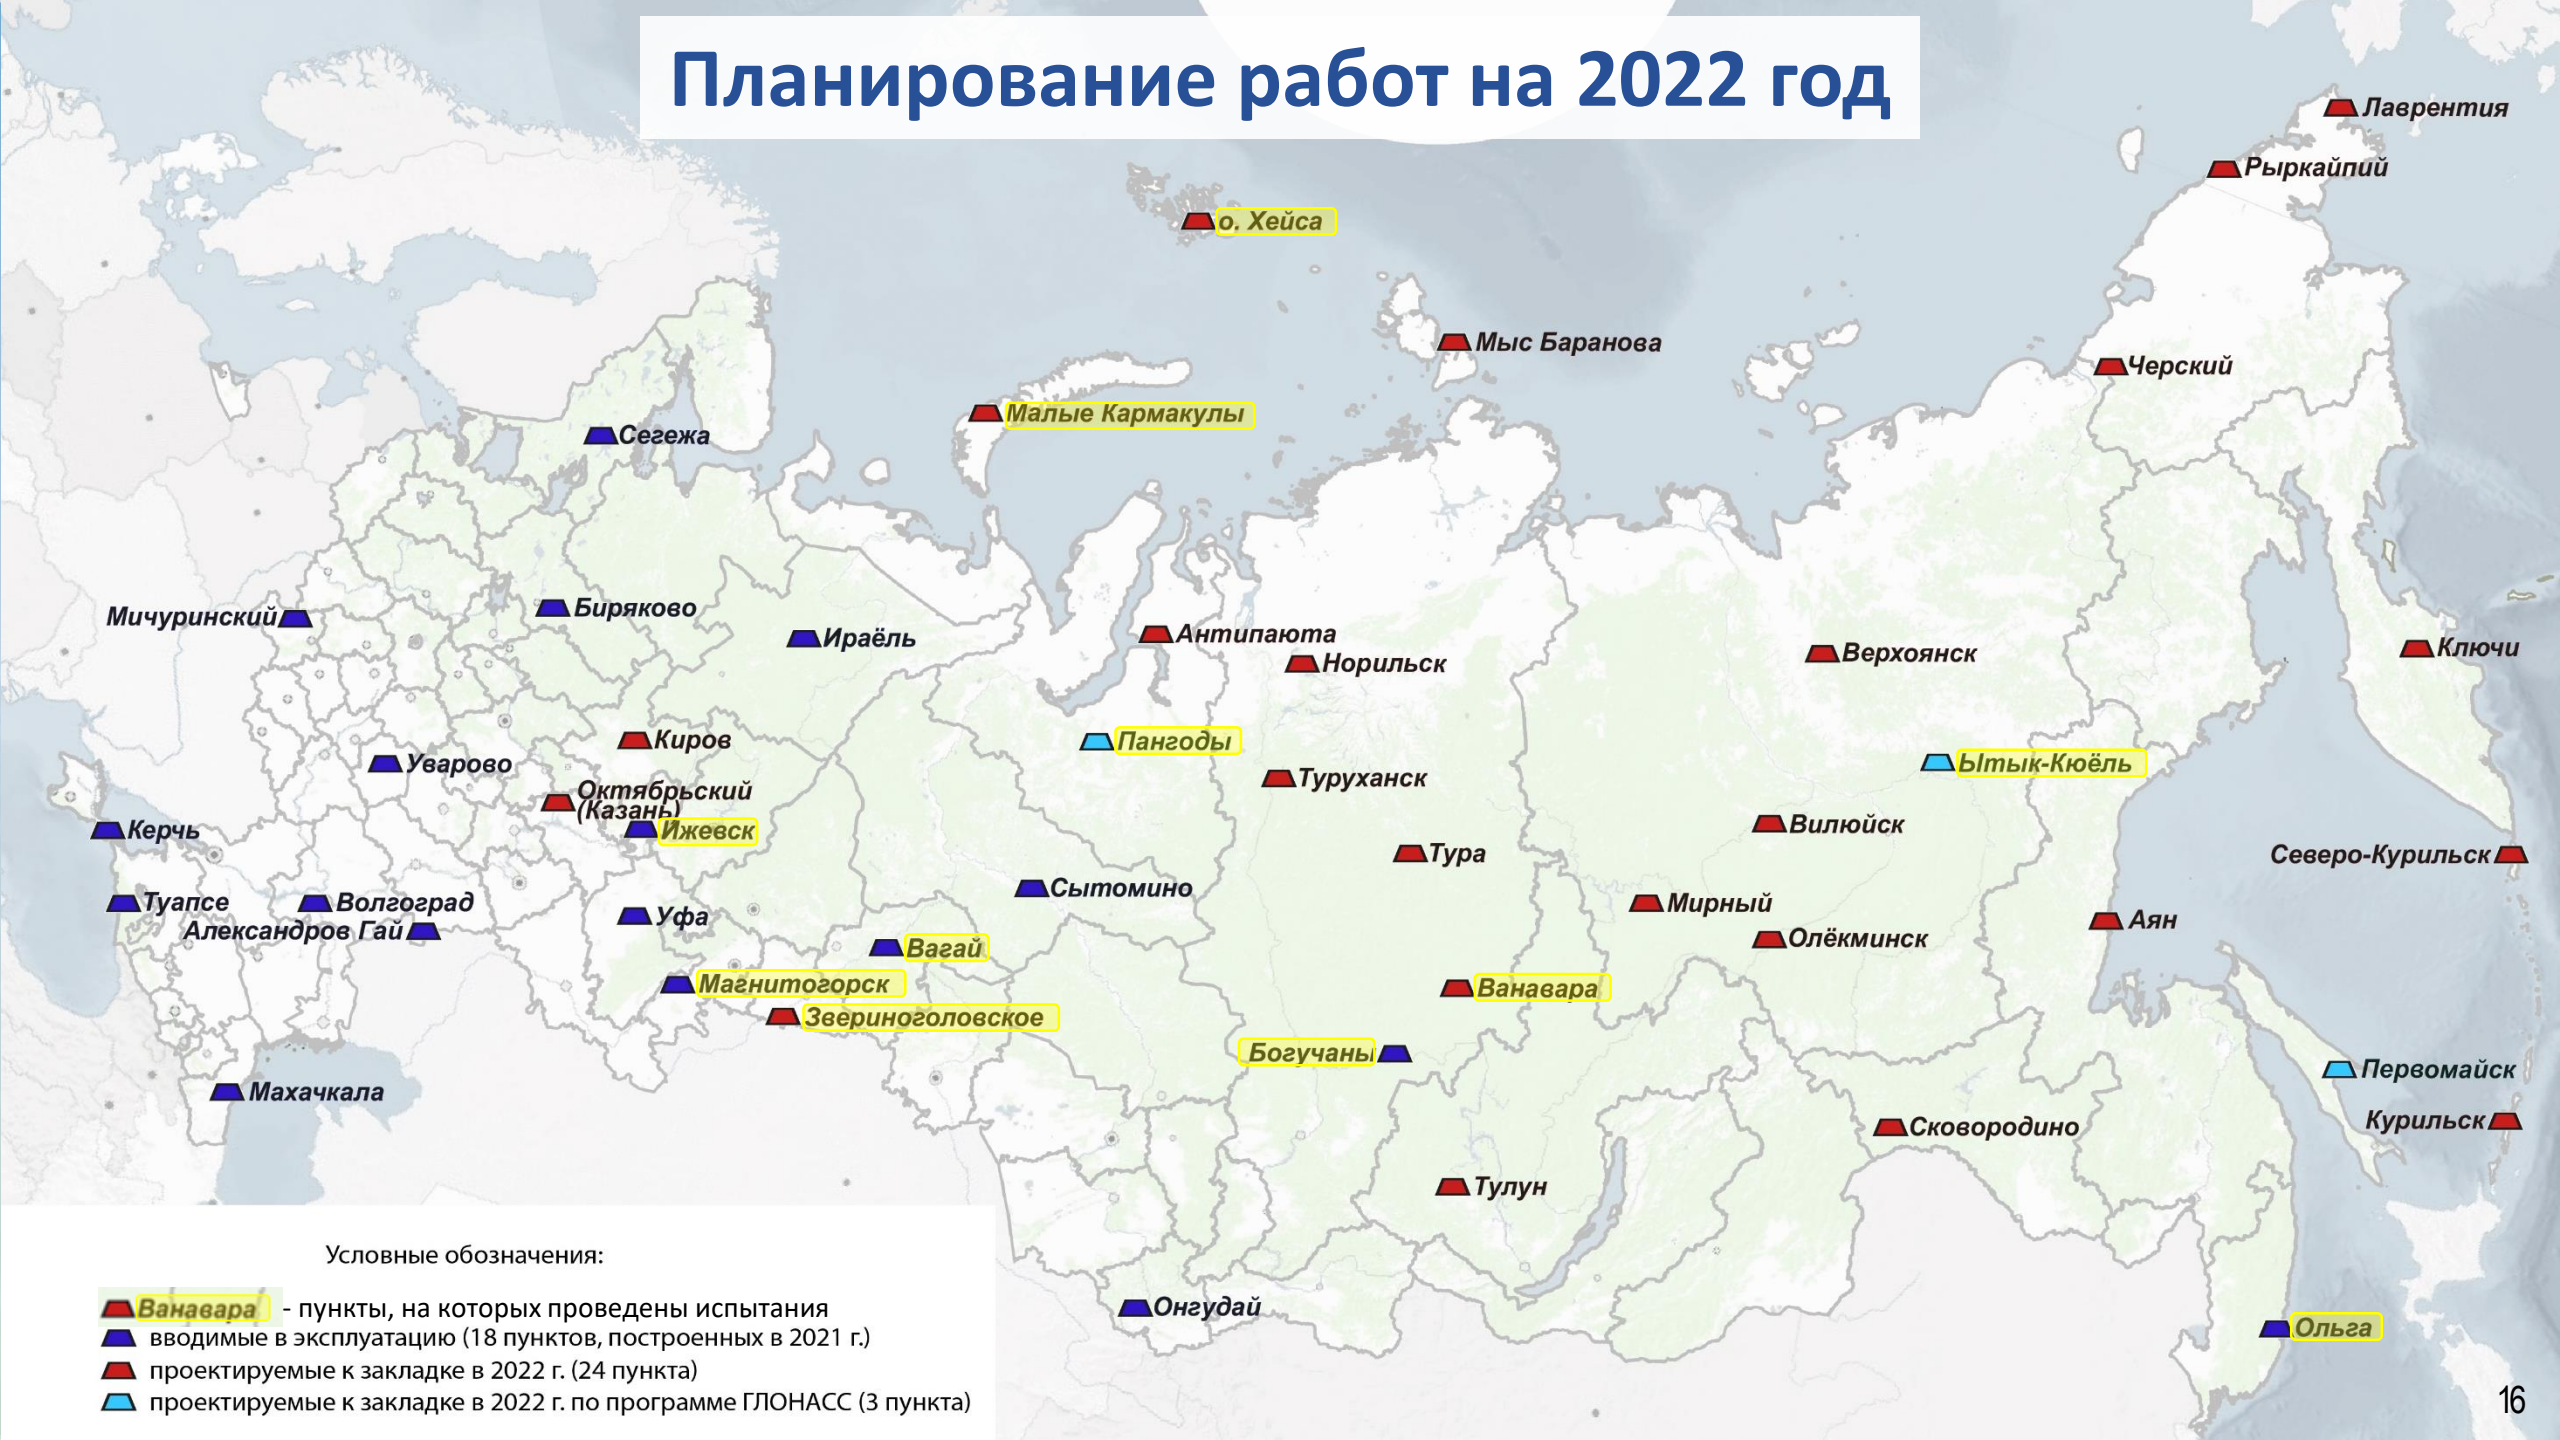 Планирование работ на 2022 год
Лаврентия
Рыркайпий
о. Хейса
Мыс Баранова
Черский
Малые Кармакулы
Сегежа
Мичуринский
Биряково
Ираёль
Антипаюта
Норильск
Верхоянск
Ключи
Киров
Пангоды
Уварово
Туруханск
Ытык-Кюёль
Октябрьский
(Казань)
Ижевск
Керчь
Вилюйск
Тура
Северо-Курильск
Сытомино
Туапсе
Волгоград
Уфа
Мирный
Аян
Александров Гай
Олёкминск
Вагай
Магнитогорск
Ванавара
Звериноголовское
Богучаны
Первомайск
Махачкала
Курильск
Сковородино
Тулун
Онгудай
Ольга
Условные обозначения:
Ванавара - пункты, на которых проведены испытания
вводимые в эксплуатацию (18 пунктов, построенных в 2021 г.)
проектируемые к закладке в 2022 г. (24 пункта)
проектируемые к закладке в 2022 г. по программе ГЛОНАСС (3 пункта)
16